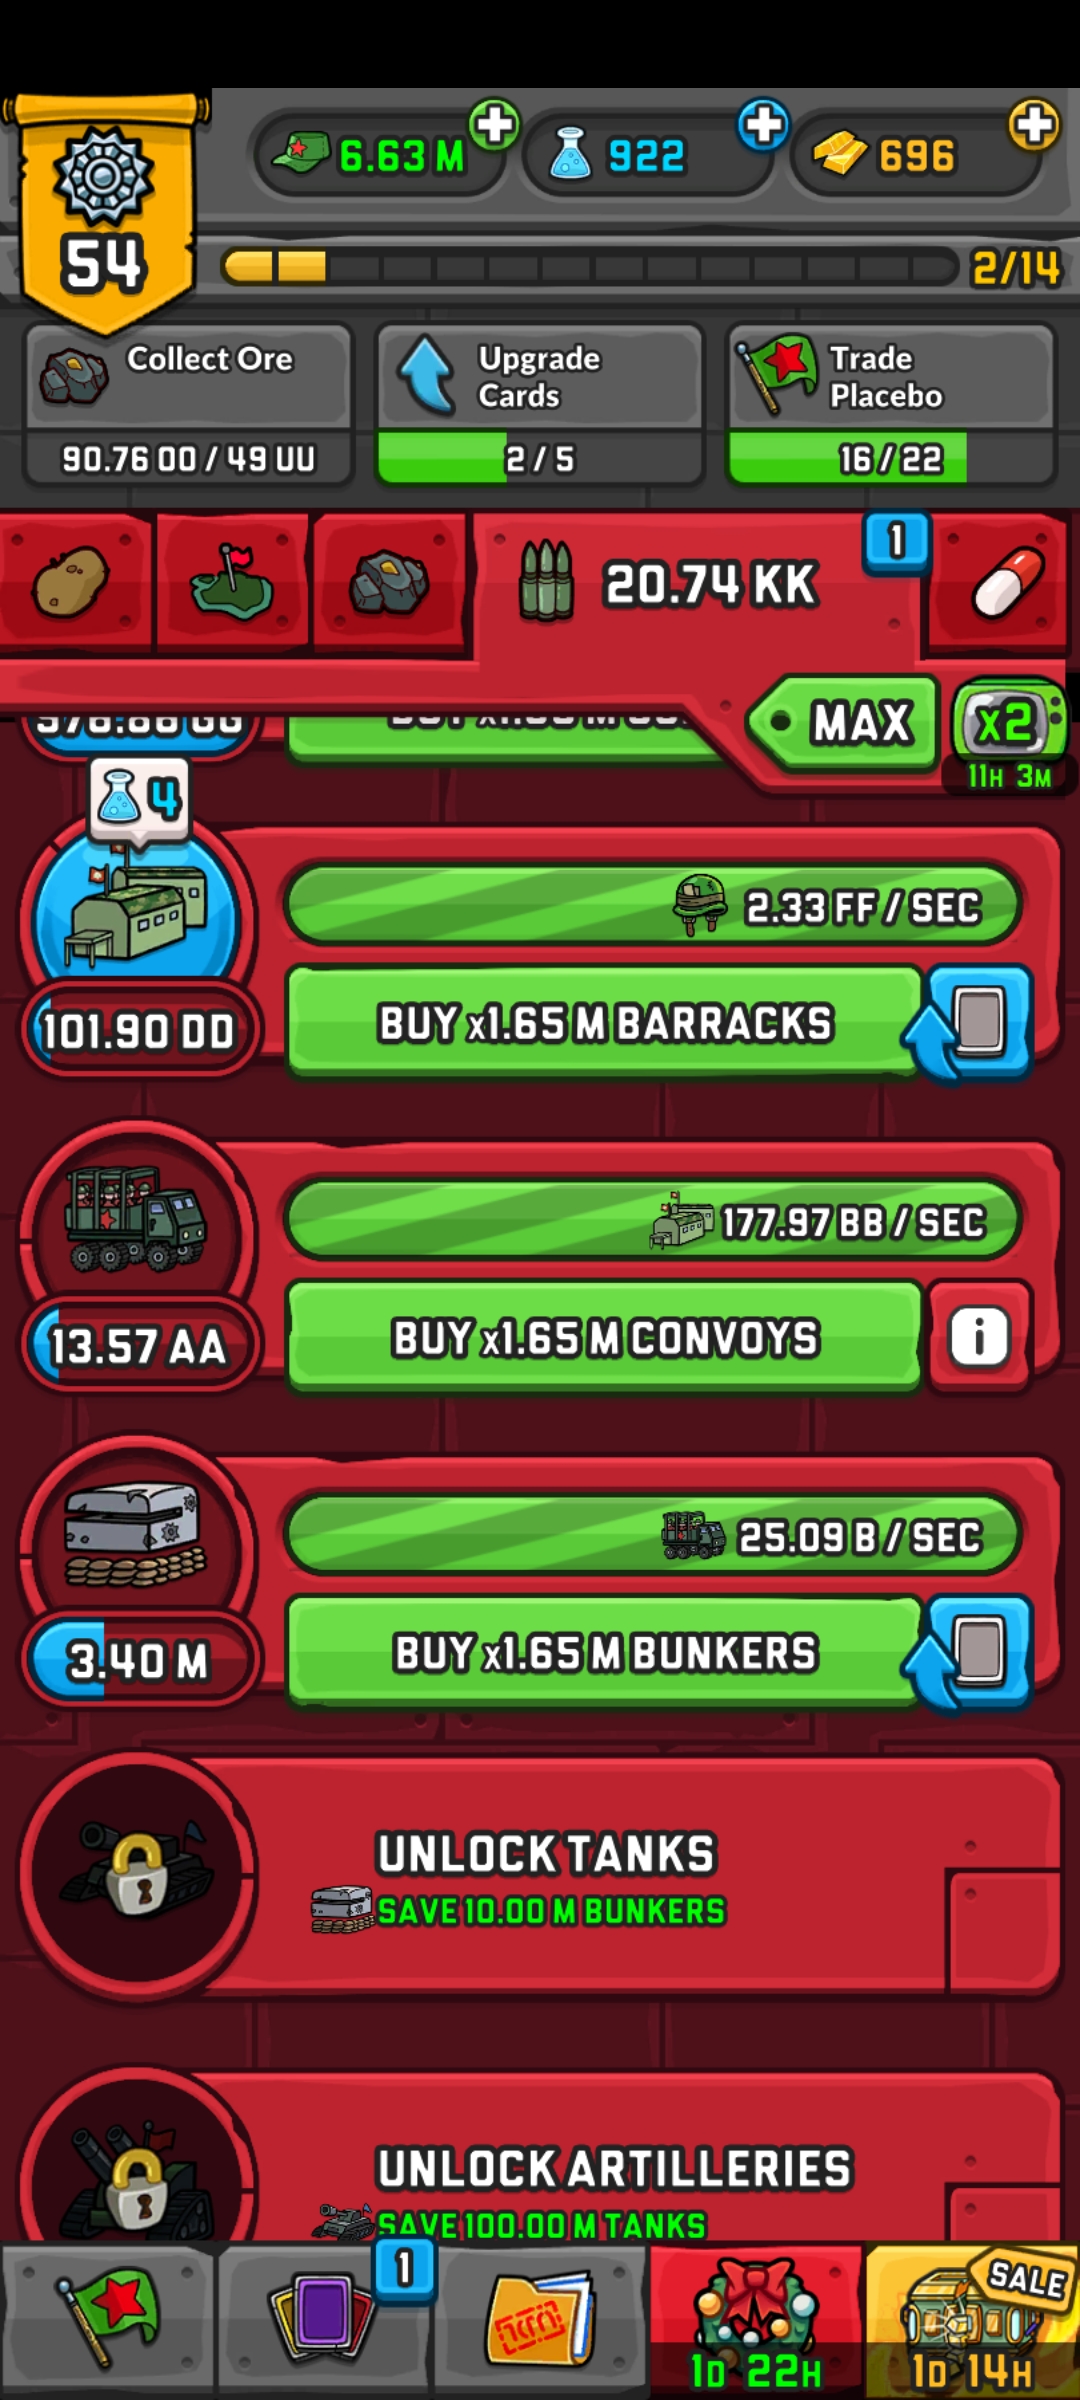 6.63 M
922
696
54
2/14
Collect Ore
90.76 OO / 49 UU
Upgrade
Cards
2 / 5
Trade
Placebo
16 / 22
20.74 KK
1
MAX
x2
11H 3M
4
2.33 FF / SEC
101.90 DD
BUY x1.65 M BARRACKS
177.97 BB / SEC
13.57 AA
BUY x1.65 M CONVOYS
i
25.09 B / SEC
3.40 M
BUY x1.65 M BUNKERS
UNLOCK TANKS
SAVE 10.00 M BUNKERS
UNLOCK ARTILLERIES
SAVE 100.00 M TANKS
1
SALE
1D 22H
1D 14H